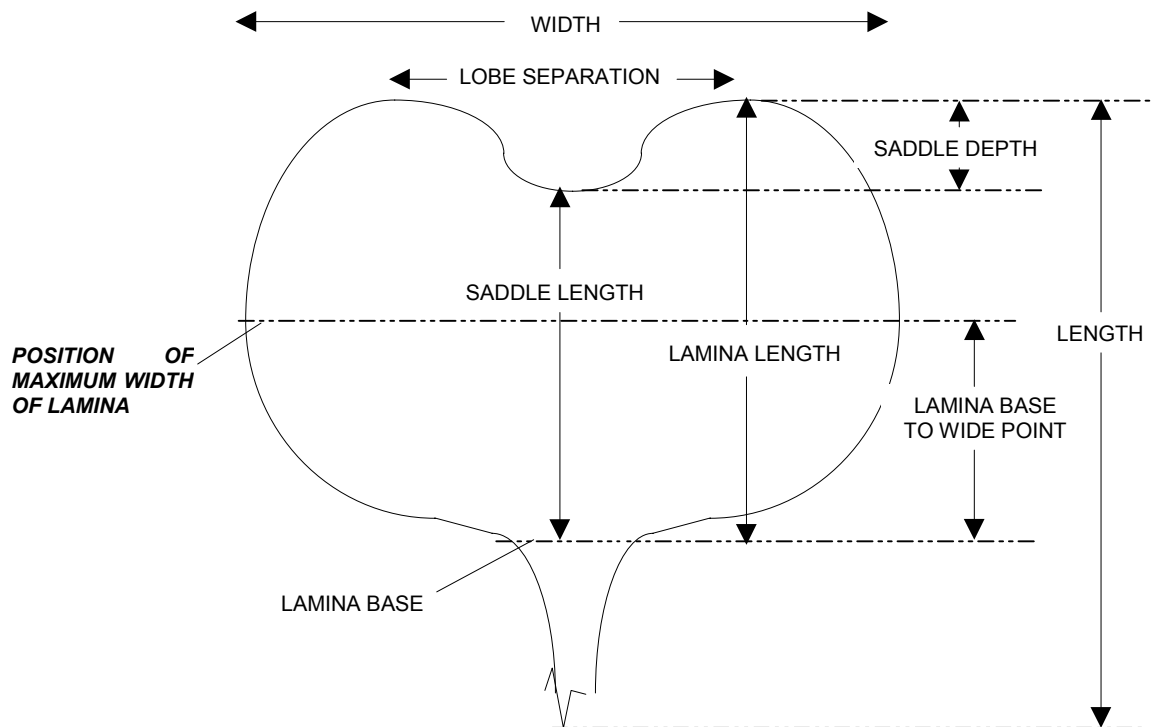 WIDTH
LOBE SEPARATION
SADDLE DEPTH
SADDLE LENGTH
LENGTH
POSITION OF
MAXIMUM WIDTH
OF LAMINA
LAMINA LENGTH
LAMINA BASE
TO WIDE POINT
LAMINA BASE